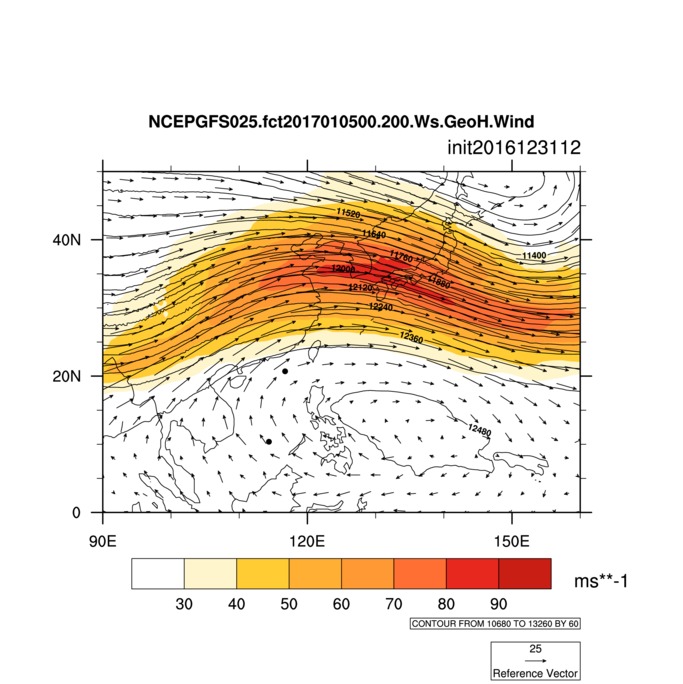 NCEPGFS025.fct2017010500.200.Ws.GeoH.Wind
init2016123112
11520
11640
40N
11760
11400
12000
11880
12120
12240
12360
20N
12480
0
90E 120E 150E
ms**-1
30 40 50 60 70 80 90
CONTOUR FROM 10680 TO 13260 BY 60
25
Reference Vector